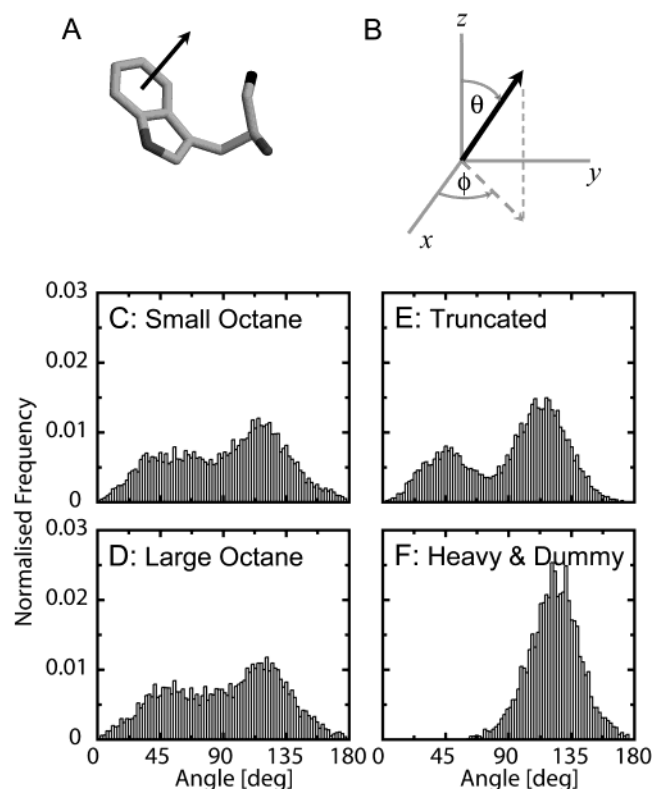 A
B
z
θ
y
ϕ
x
0.03
0.02
0.01
0
C: Small Octane
E: Truncated
Normalised Frequency
0.03
0.02
0.01
0
D: Large Octane
F: Heavy & Dummy
0 45 90 135 180
0 45 90 135 180
Angle [deg]
Angle [deg]